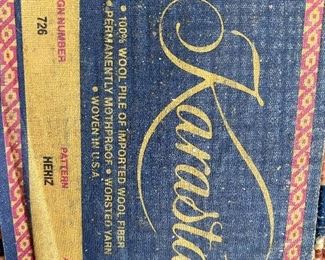 Karasta
• 100% WOOL PILE OF IMPORTED WOOL FIBER
• PERMANENTLY MOTHPROOF • WORSTED YARN
• WOVEN IN U.S.A.
GN NUMBER
726
PATTERN
HERIZ